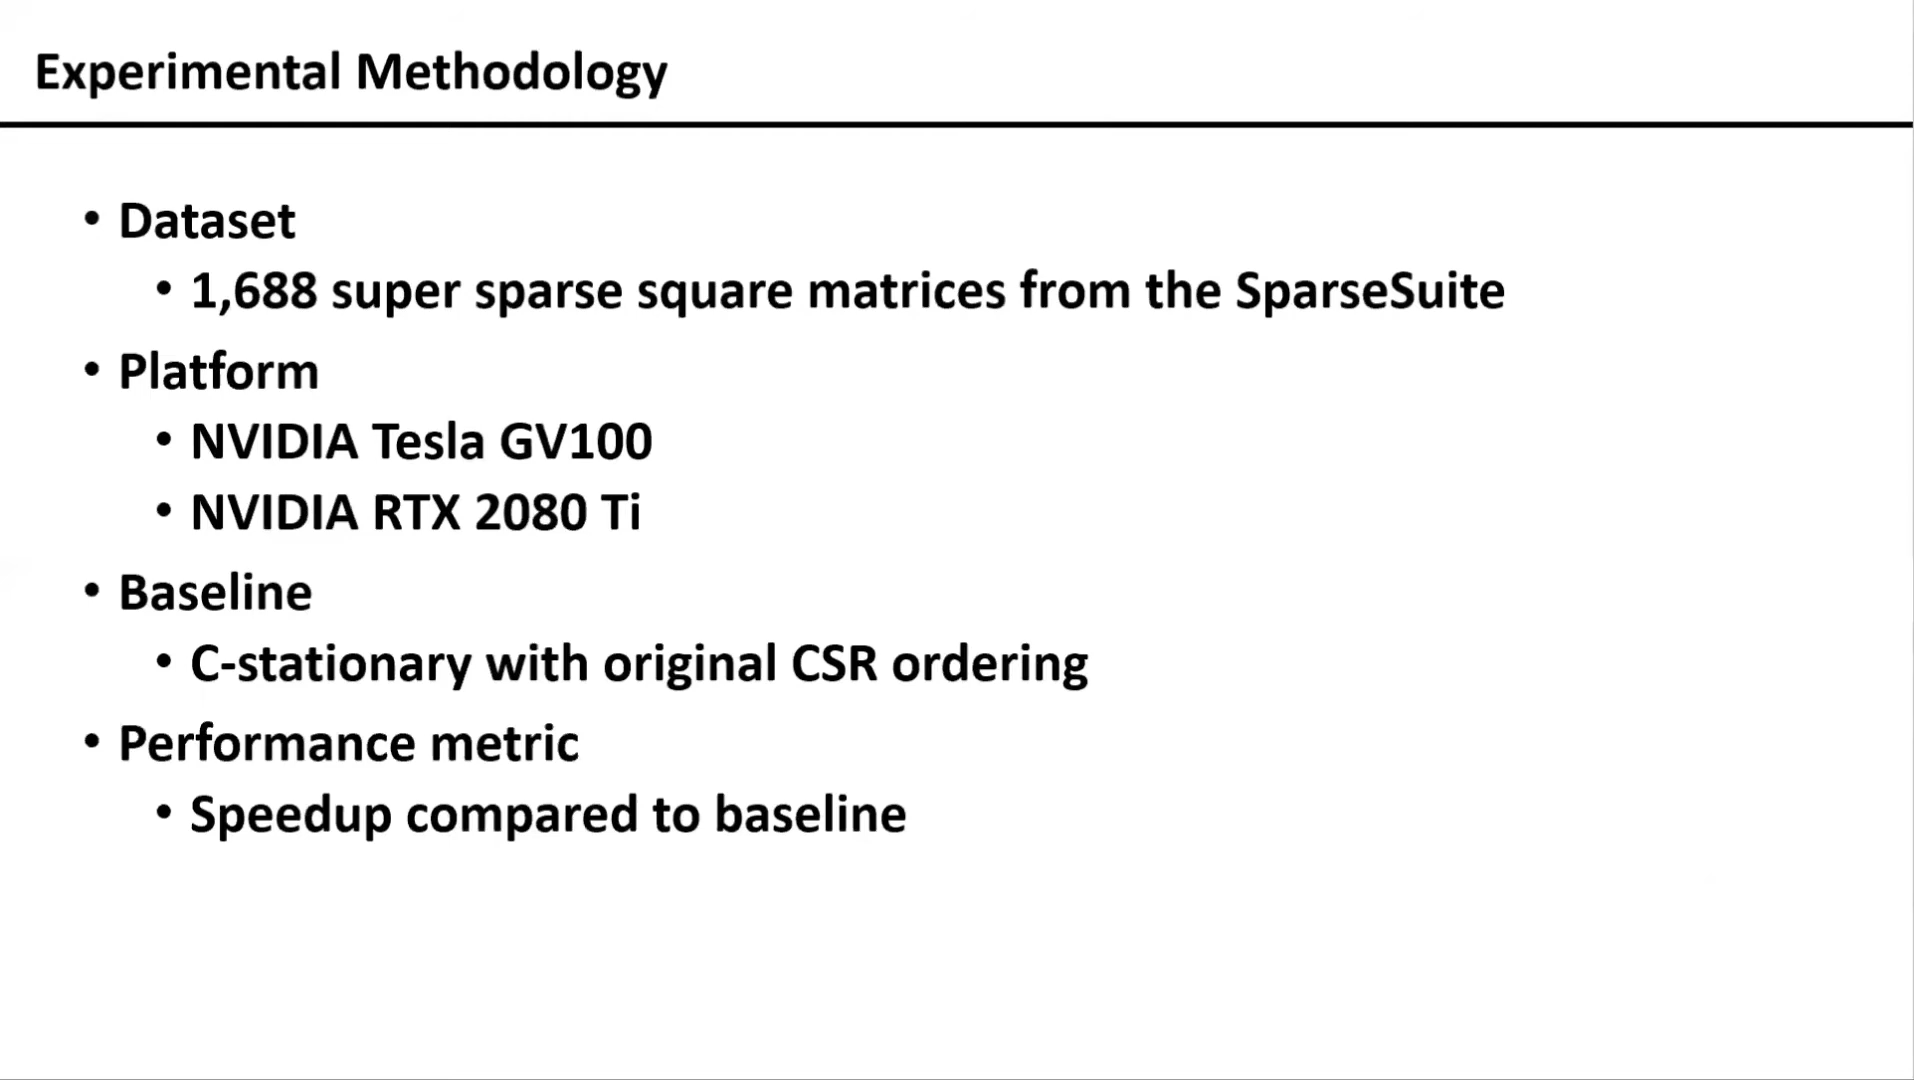 Experimental Methodology
• Dataset
• 1,688 super sparse square matrices from the SparseSuite
• Platform
• NVIDIA Tesla GV100
• NVIDIA RTX 2080 Ti
• Baseline
• C-stationary with original CSR ordering
• Performance metric
• Speedup compared to baseline